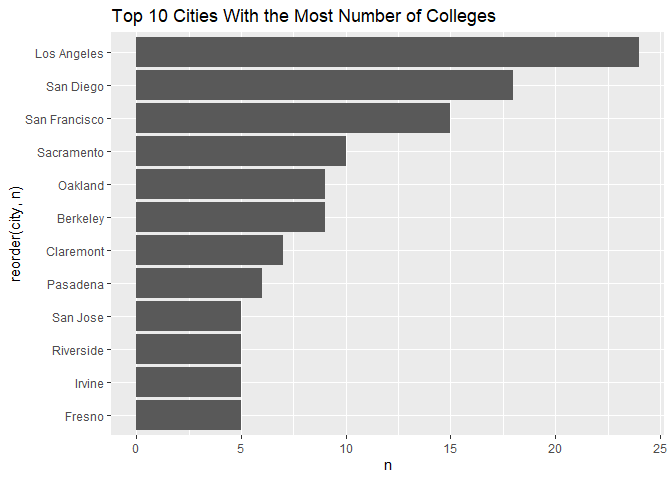 Top 10 Cities With the Most Number of Colleges
reorder(city, n)
Los Angeles
San Diego
San Francisco
Sacramento
Oakland
Berkeley
Claremont
Pasadena
San Jose
Riverside
Irvine
Fresno
0 5 10 15 20 25
n